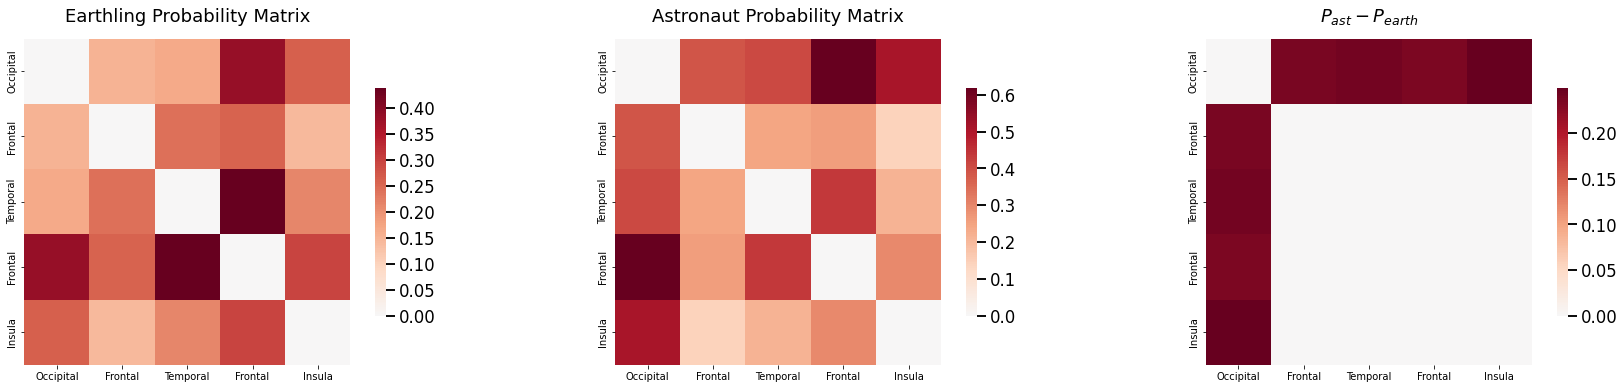 Earthling Probability Matrix
Occipital
Frontal
Temporal
Frontal
Insula
Occipital Frontal Temporal Frontal Insula
0.40
0.35
0.30
0.25
0.20
0.15
0.10
0.05
0.00
Astronaut Probability Matrix
Occipital
Frontal
Temporal
Frontal
Insula
Occipital Frontal Temporal Frontal Insula
0.6
0.5
0.4
0.3
0.2
0.1
0.0
P_ast − P_earth
Occipital
Frontal
Temporal
Frontal
Insula
Occipital Frontal Temporal Frontal Insula
0.20
0.15
0.10
0.05
0.00